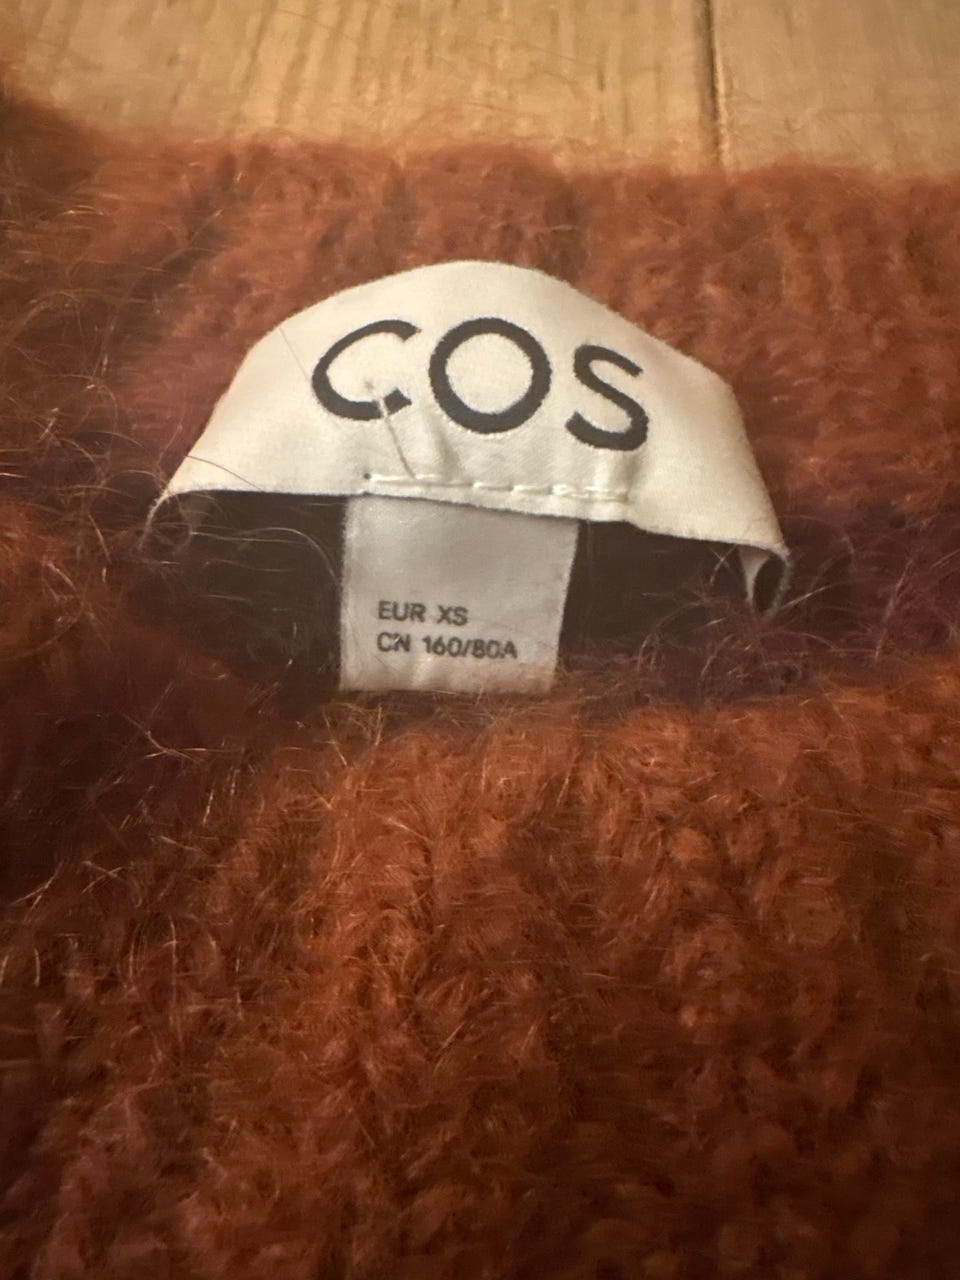 COS
EUR XS
CN 160/80A